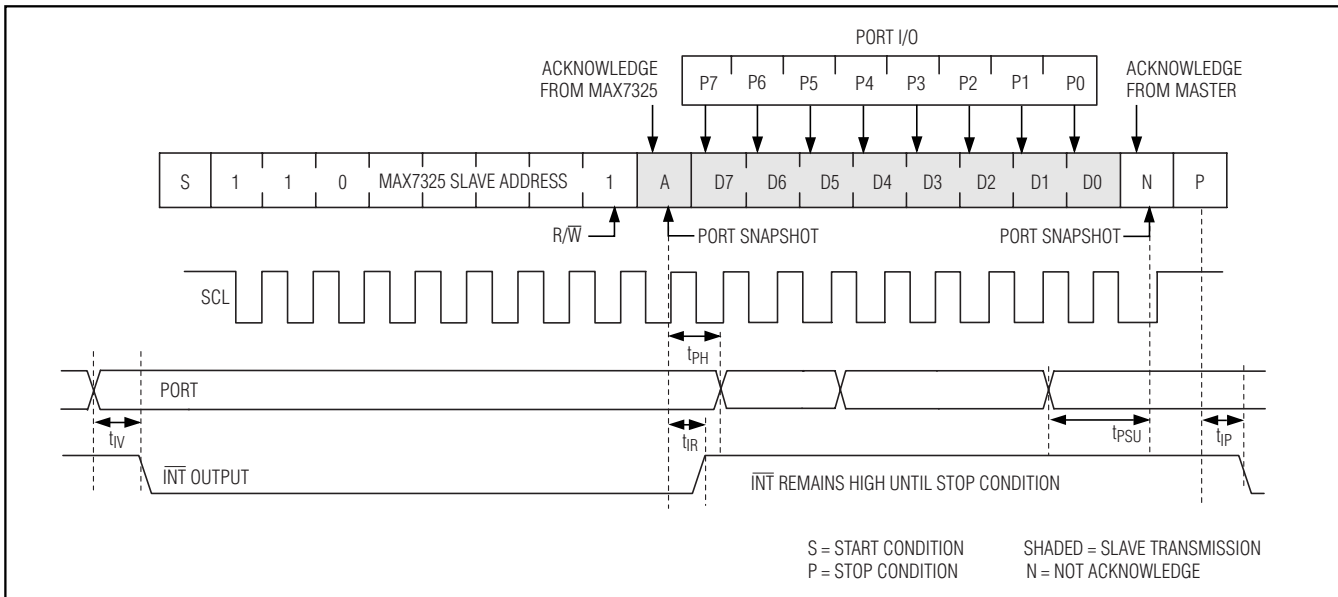 PORT I/O
ACKNOWLEDGE
FROM MAX7325
P7 P6 P5 P4 P3 P2 P1 P0
ACKNOWLEDGE
FROM MASTER
S 1 1 0 MAX7325 SLAVE ADDRESS 1 A D7 D6 D5 D4 D3 D2 D1 D0 N P
R/W̅
PORT SNAPSHOT
PORT SNAPSHOT
SCL
tPH
PORT
tIV
tIR
tPSU
tIP
I̅N̅T̅ OUTPUT
I̅N̅T̅ REMAINS HIGH UNTIL STOP CONDITION
S = START CONDITION SHADED = SLAVE TRANSMISSION
P = STOP CONDITION N = NOT ACKNOWLEDGE